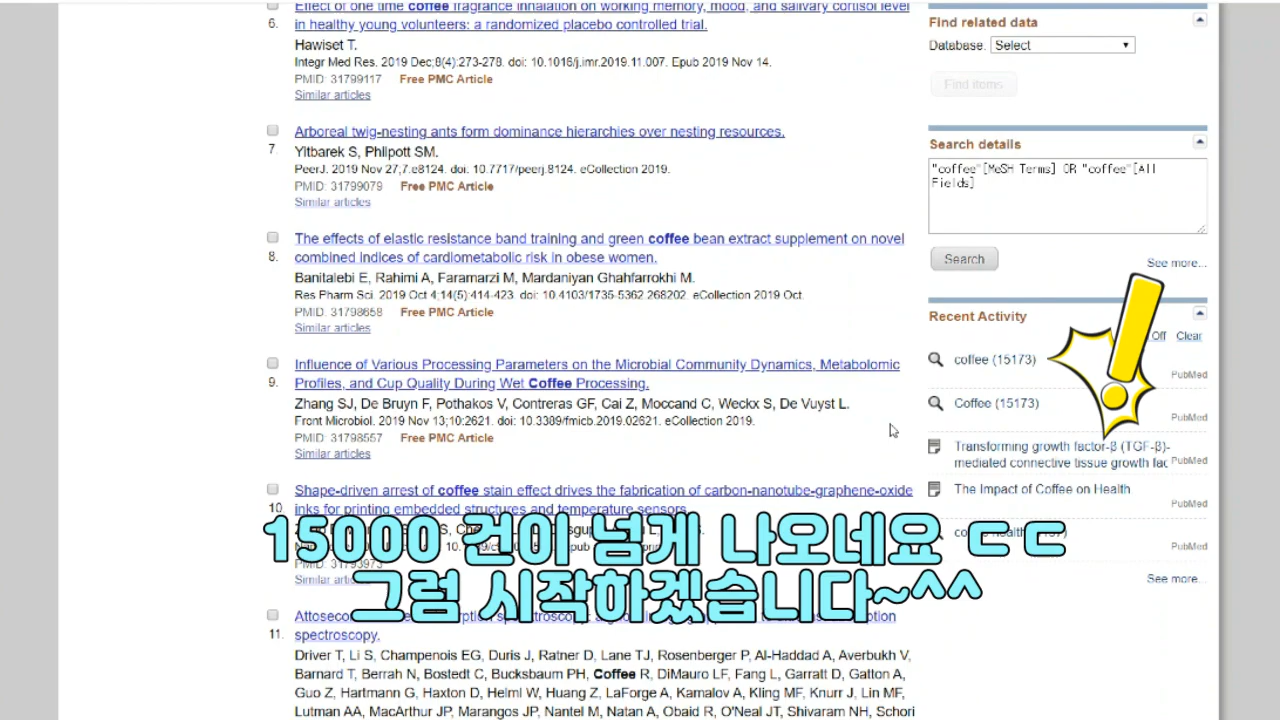 Effect of one time coffee fragrance inhalation on working memory, mood, and salivary cortisol level
6. in healthy young volunteers: a randomized placebo controlled trial.
Hawiset T.
Integr Med Res. 2019 Dec;8(4):273-278. doi: 10.1016/j.imr.2019.11.007. Epub 2019 Nov 14.
PMID: 31799117 Free PMC Article
Similar articles
Arboreal twig-nesting ants form dominance hierarchies over nesting resources.
7. Yitbarek S, Philpott SM.
PeerJ. 2019 Nov 27;7:e8124. doi: 10.7717/peerj.8124. eCollection 2019.
PMID: 31799079 Free PMC Article
Similar articles
The effects of elastic resistance band training and green coffee bean extract supplement on novel
8. combined indices of cardiometabolic risk in obese women.
Banitalebi E, Rahimi A, Faramarzi M, Mardaniyan Ghahfarrokhi M.
Res Pharm Sci. 2019 Oct 4;14(5):414-423. doi: 10.4103/1735-5362.268202. eCollection 2019 Oct.
PMID: 31798658 Free PMC Article
Similar articles
Influence of Various Processing Parameters on the Microbial Community Dynamics, Metabolomic
9. Profiles, and Cup Quality During Wet Coffee Processing.
Zhang SJ, De Bruyn F, Pothakos V, Contreras GF, Cai Z, Moccand C, Weckx S, De Vuyst L.
Front Microbiol. 2019 Nov 13;10:2621. doi: 10.3389/fmicb.2019.02621. eCollection 2019.
PMID: 31798557 Free PMC Article
Similar articles
Shape-driven arrest of coffee stain effect drives the fabrication of carbon-nanotube-graphene-oxide
10. inks for printing embedded structures and temperature sensors.
PMID: 31793973
Similar
11. spectroscopy.
Driver T, Li S, Champenois EG, Duris J, Ratner D, Lane TJ, Rosenberger P, Al-Haddad A, Averbukh V,
Barnard T, Berrah N, Bostedt C, Bucksbaum PH, Coffee R, DiMauro LF, Fang L, Garratt D, Gatton A,
Guo Z, Hartmann G, Haxton D, Helml W, Huang Z, LaForge A, Kamalov A, Kling MF, Knurr J, Lin MF,
Lutman AA, MacArthur JP, Marangos JP, Nantel M, Natan A, Obaid R, O'Neal JT, Shivaram NH, Schori
Find related data
Database: Select
Find items
Search details
"coffee"[MeSH Terms] OR "coffee"[All
Fields]
Search
See more...
Recent Activity
Off Clear
coffee (15173)
PubMed
Coffee (15173)
PubMed
Transforming growth factor-β (TGF-β)-
mediated connective tissue growth fac PubMed
The Impact of Coffee on Health
PubMed
PubMed
See more...
15000 건이 넘게 나오네요 ㄷㄷ
그럼 시작하겠습니다~^^